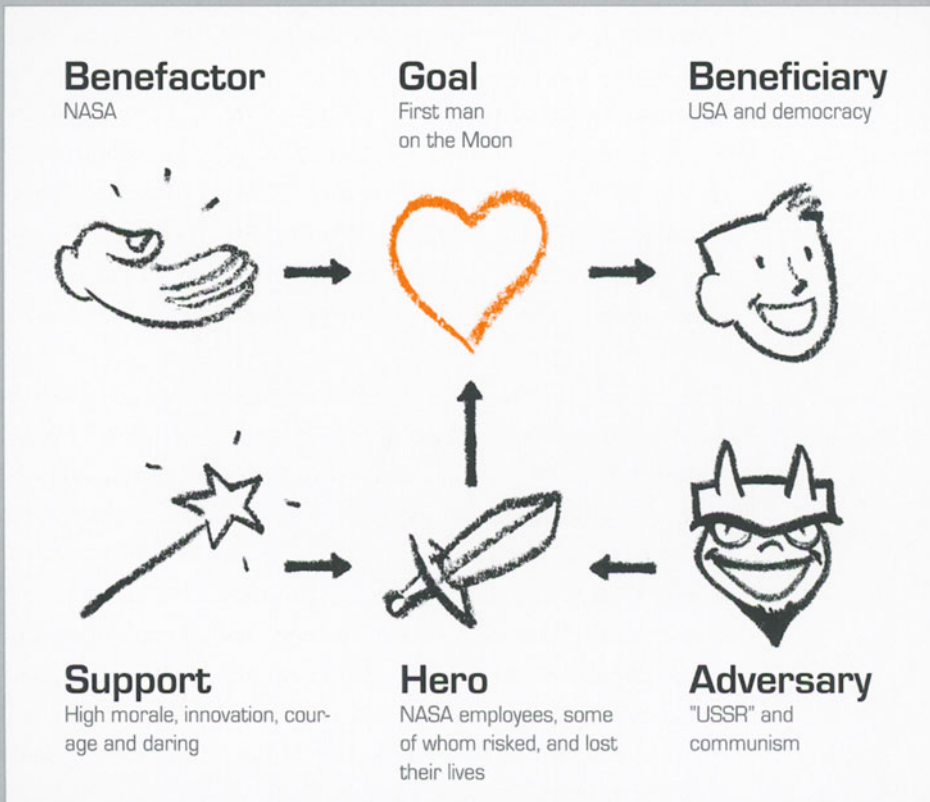 Benefactor
NASA
Goal
First man
on the Moon
Beneficiary
USA and democracy
Support
High morale, innovation, cour-
age and daring
Hero
NASA employees, some
of whom risked, and lost
their lives
Adversary
"USSR" and
communism